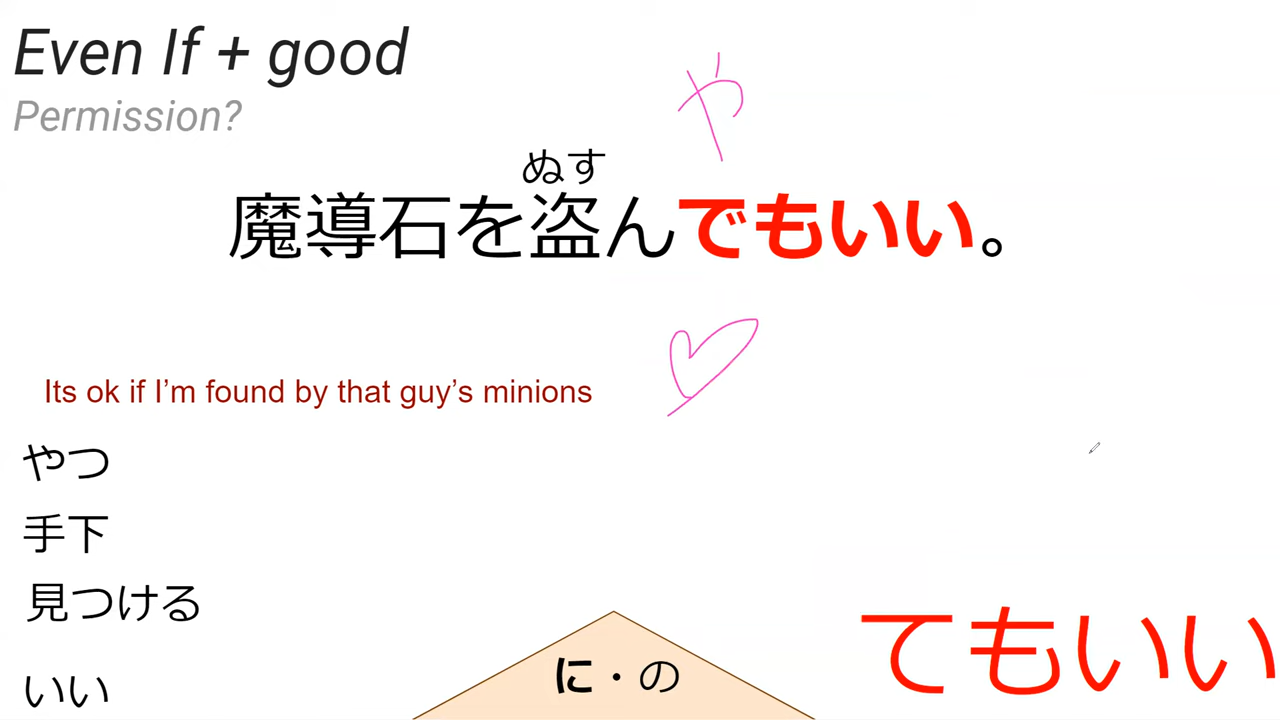 Even If + good
Permission?
や
ぬす
魔導石を盗んでもいい。
Its ok if I'm found by that guy's minions
やつ
手下
見つける
いい
に・の
てもいい